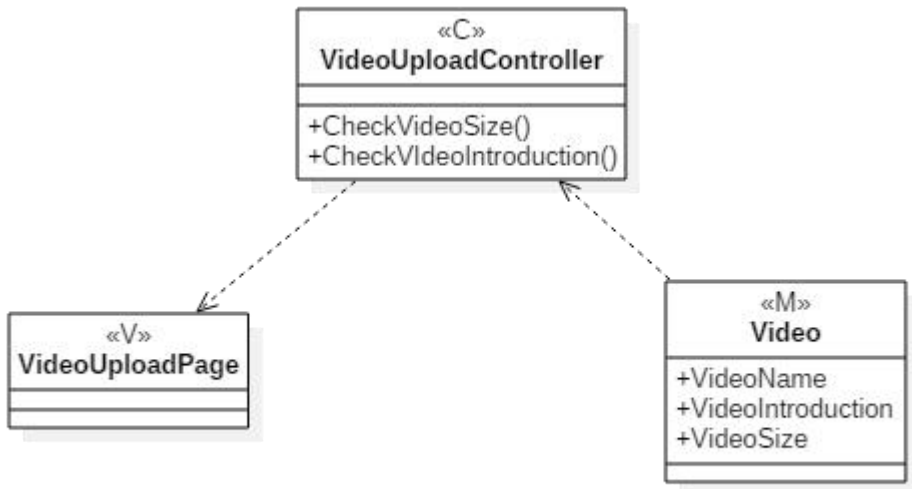 «C»
VideoUploadController
+CheckVideoSize()
+CheckVIdeoIntroduction()
«V»
VideoUploadPage
«M»
Video
+VideoName
+VideoIntroduction
+VideoSize